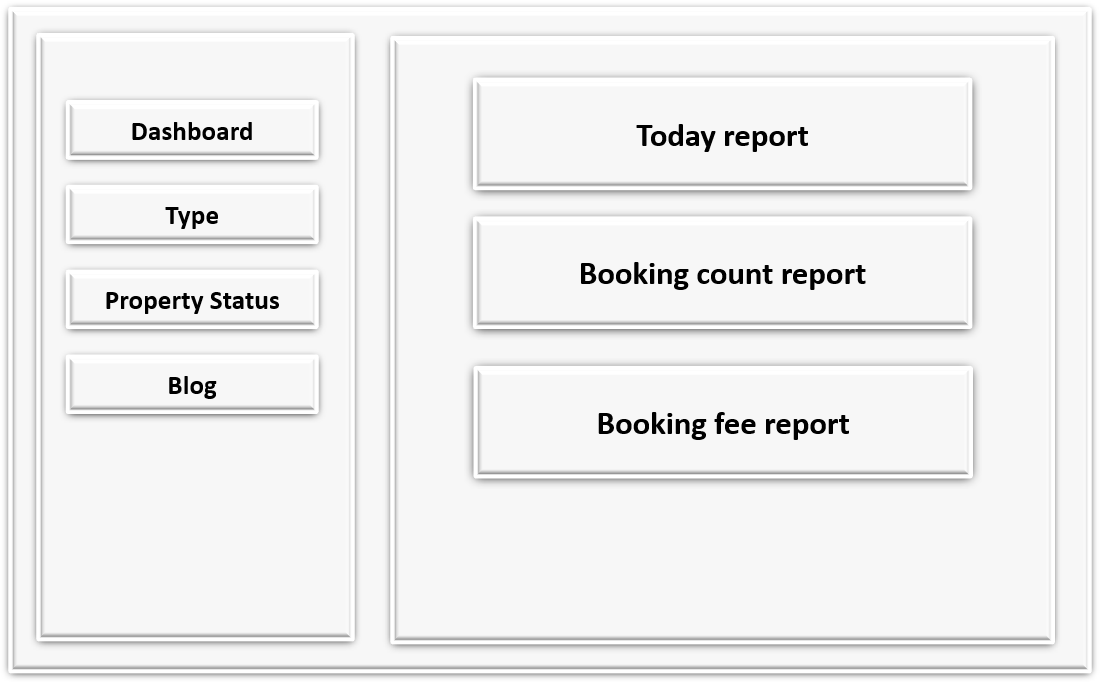 Dashboard
Type
Property Status
Blog
Today report
Booking count report
Booking fee report